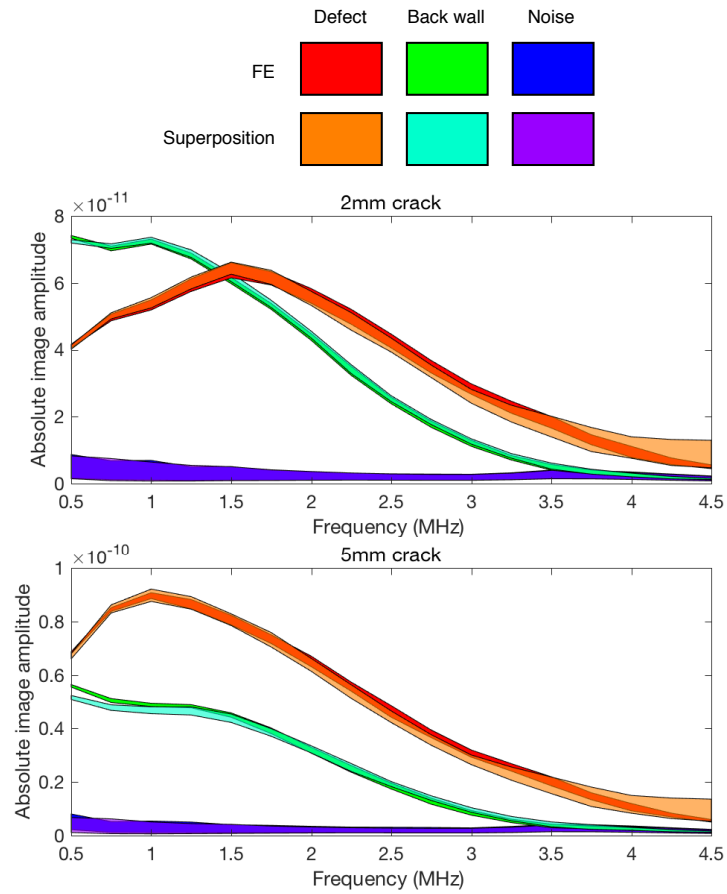 Defect Back wall Noise
FE
Superposition
×10⁻¹¹
2mm crack
8
6
4
2
0
Absolute image amplitude
0.5 1 1.5 2 2.5 3 3.5 4 4.5
Frequency (MHz)
×10⁻¹⁰
5mm crack
1
0.8
0.6
0.4
0.2
0
Absolute image amplitude
0.5 1 1.5 2 2.5 3 3.5 4 4.5
Frequency (MHz)